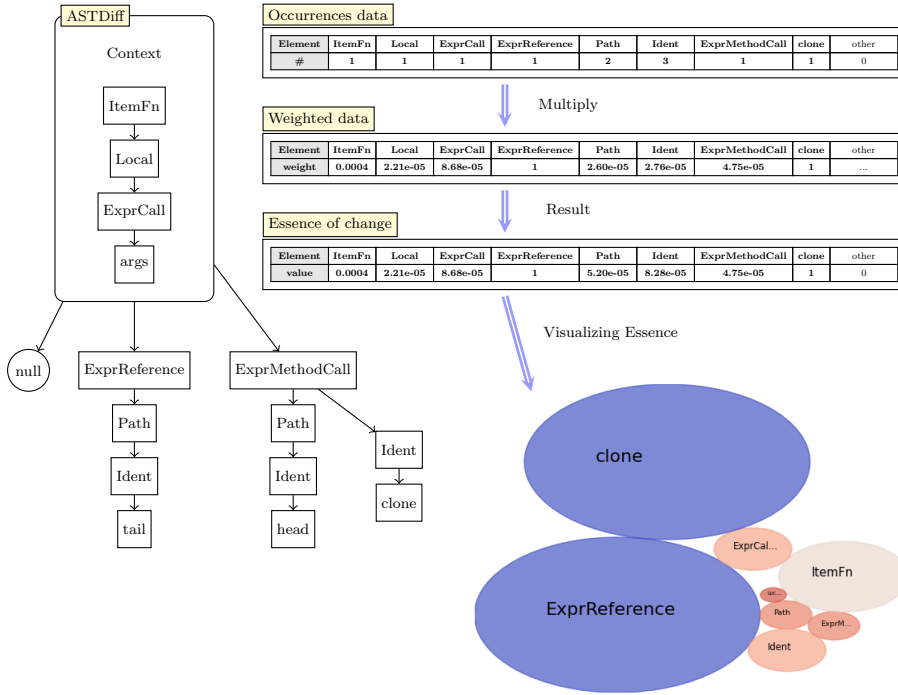 ASTDiff
Context
ItemFn
Local
ExprCall
args
null
ExprReference
Path
Ident
tail
ExprMethodCall
Path
Ident
head
Ident
clone
Occurrences data
Element ItemFn Local ExprCall ExprReference Path Ident ExprMethodCall clone other
# 1 1 1 1 2 3 1 1 0
Multiply
Weighted data
Element ItemFn Local ExprCall ExprReference Path Ident ExprMethodCall clone other
weight 0.0004 2.21e-05 8.68e-05 1 2.60e-05 2.76e-05 4.75e-05 1 ...
Result
Essence of change
Element ItemFn Local ExprCall ExprReference Path Ident ExprMethodCall clone other
value 0.0004 2.21e-05 8.68e-05 1 5.20e-05 8.28e-05 4.75e-05 1 0
Visualizing Essence
clone
ExprCal...
ItemFn
Loc...
ExprReference
Path
ExprM...
Ident